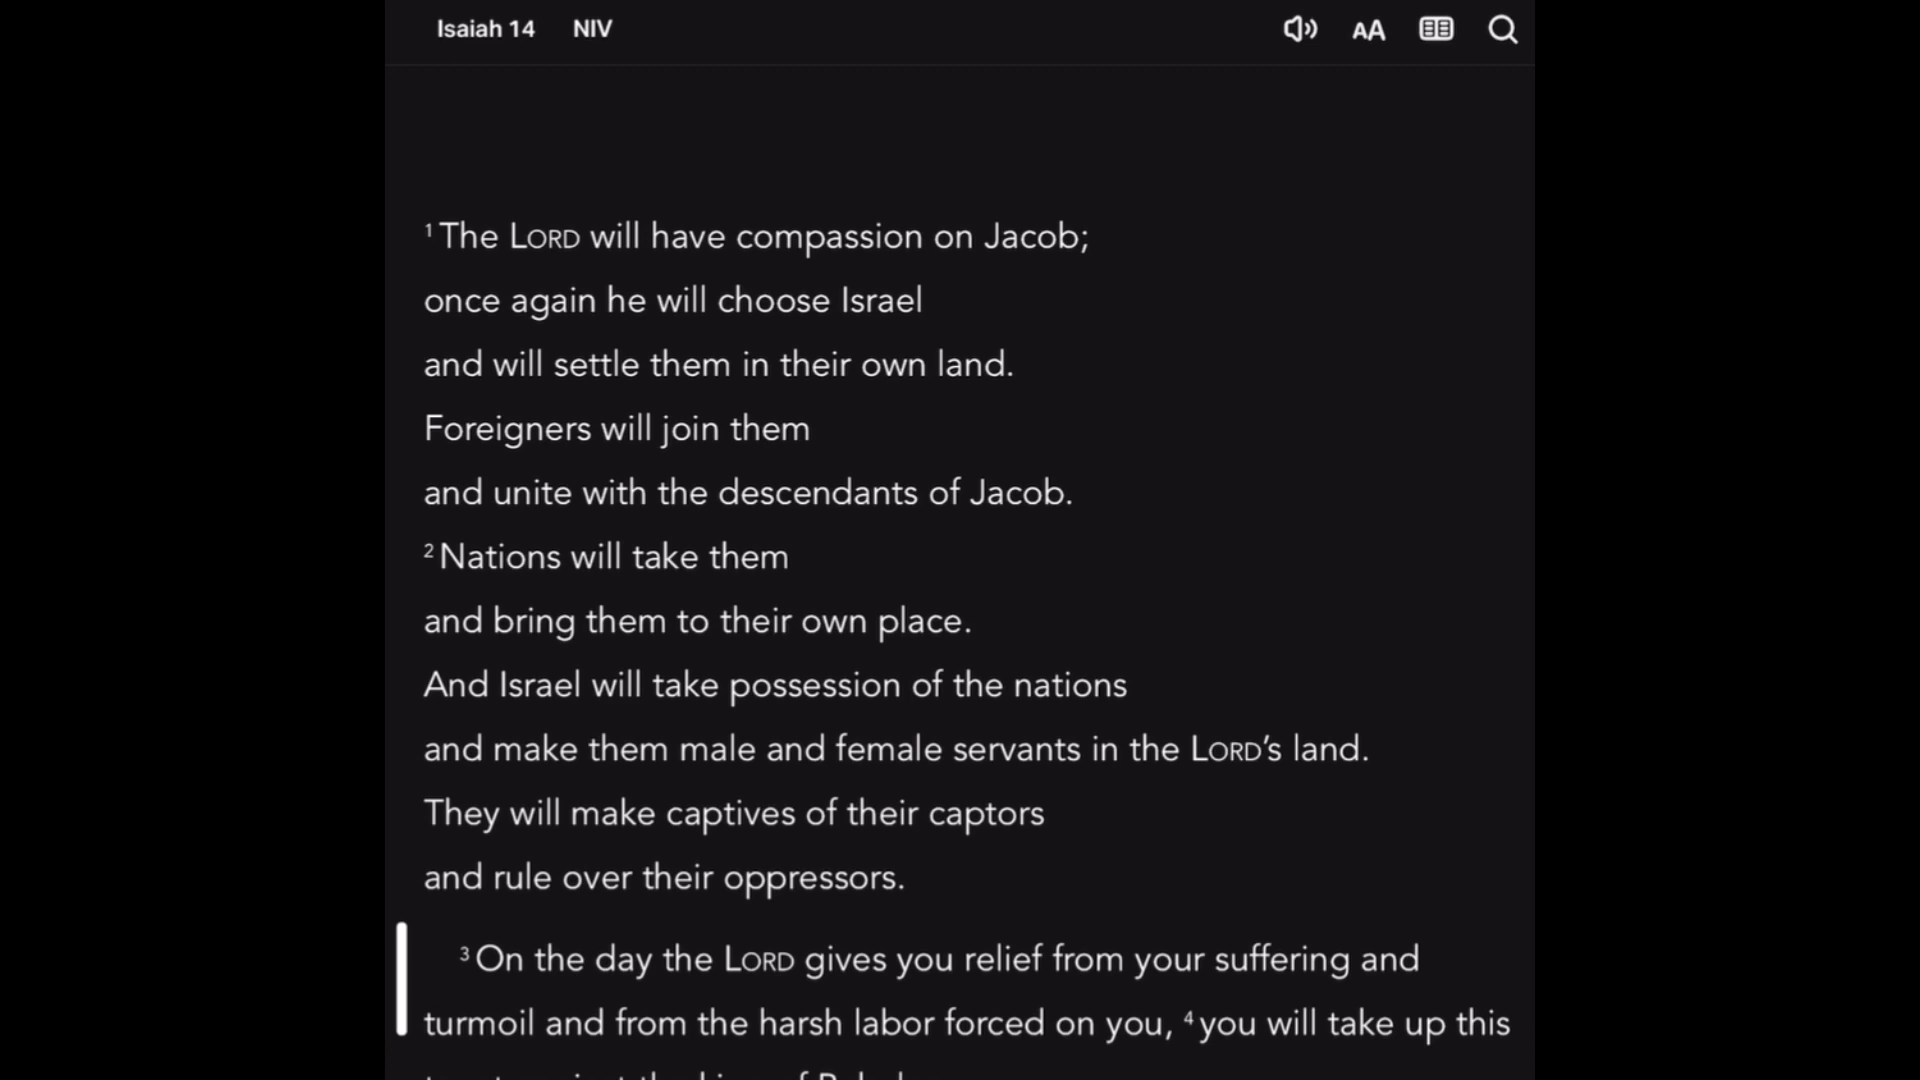 Isaiah 14 NIV
AA
1 The LORD will have compassion on Jacob;
once again he will choose Israel
and will settle them in their own land.
Foreigners will join them
and unite with the descendants of Jacob.
2 Nations will take them
and bring them to their own place.
And Israel will take possession of the nations
and make them male and female servants in the LORD’s land.
They will make captives of their captors
and rule over their oppressors.
3 On the day the LORD gives you relief from your suffering and
turmoil and from the harsh labor forced on you, 4 you will take up this